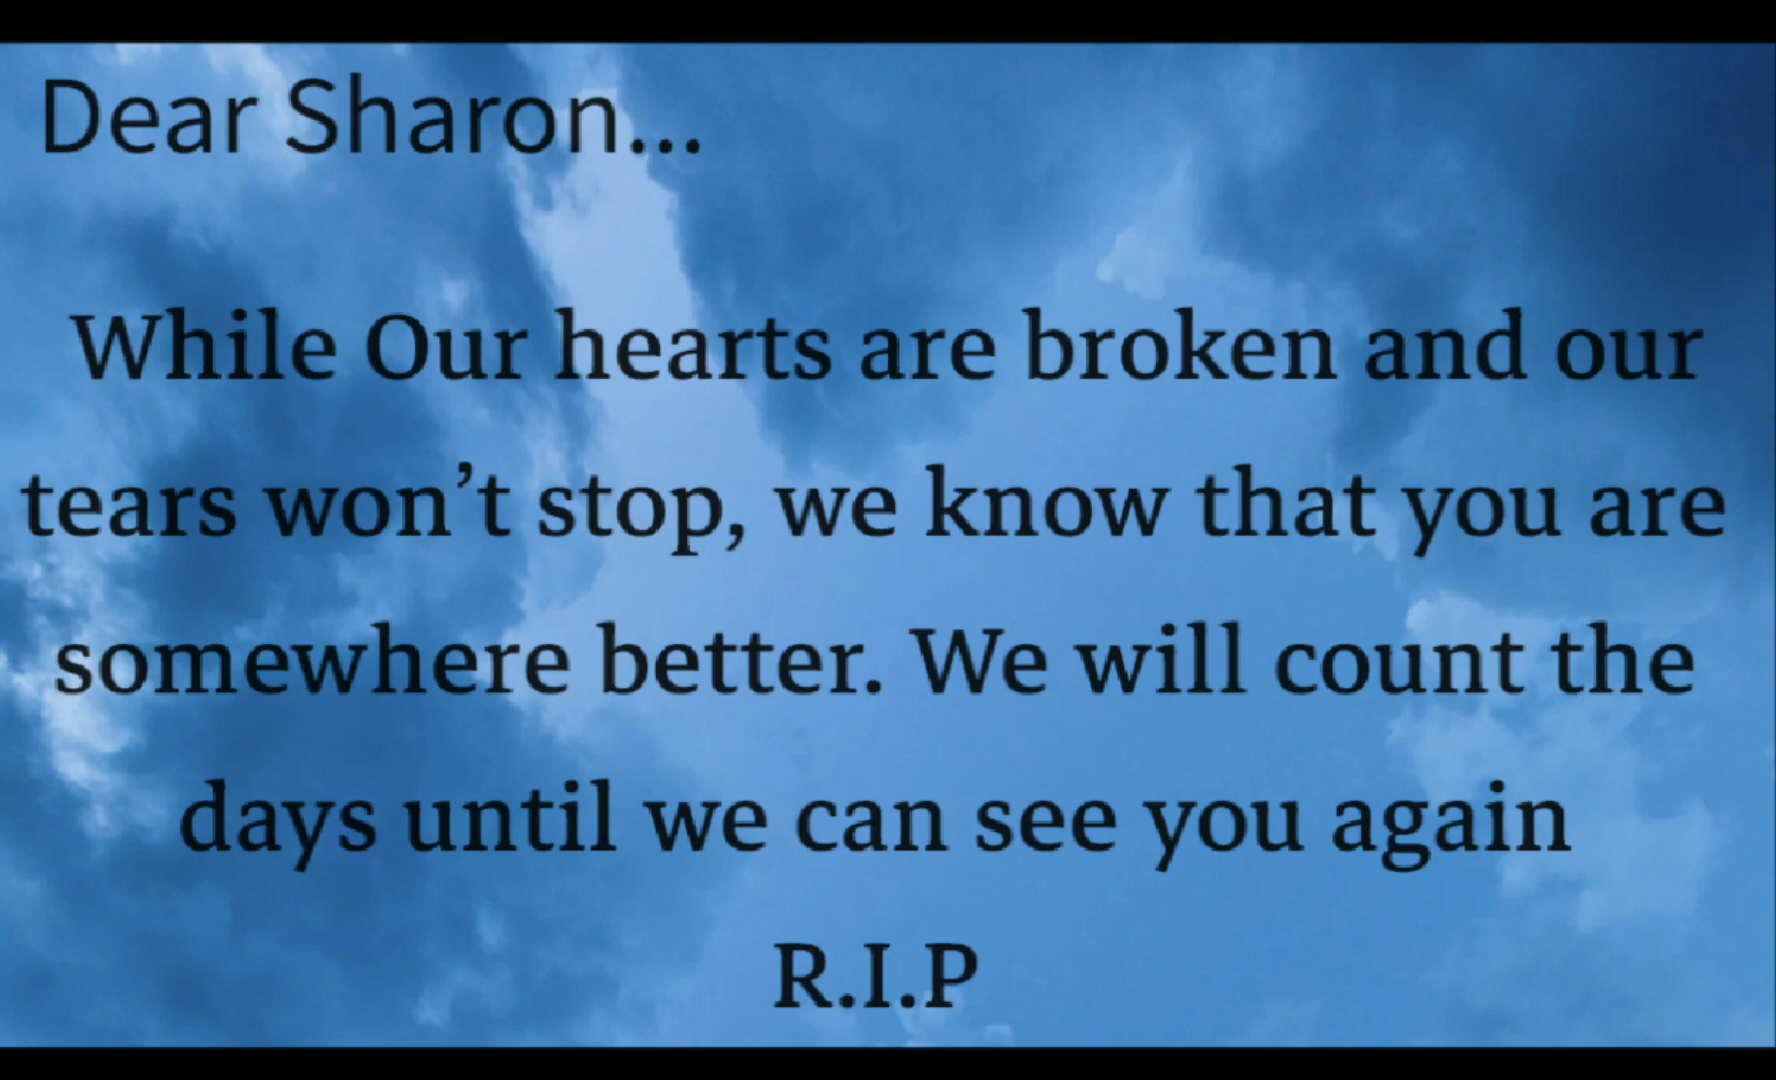 Dear Sharon...
While Our hearts are broken and our
tears won’t stop, we know that you are
somewhere better. We will count the
days until we can see you again
R.I.P